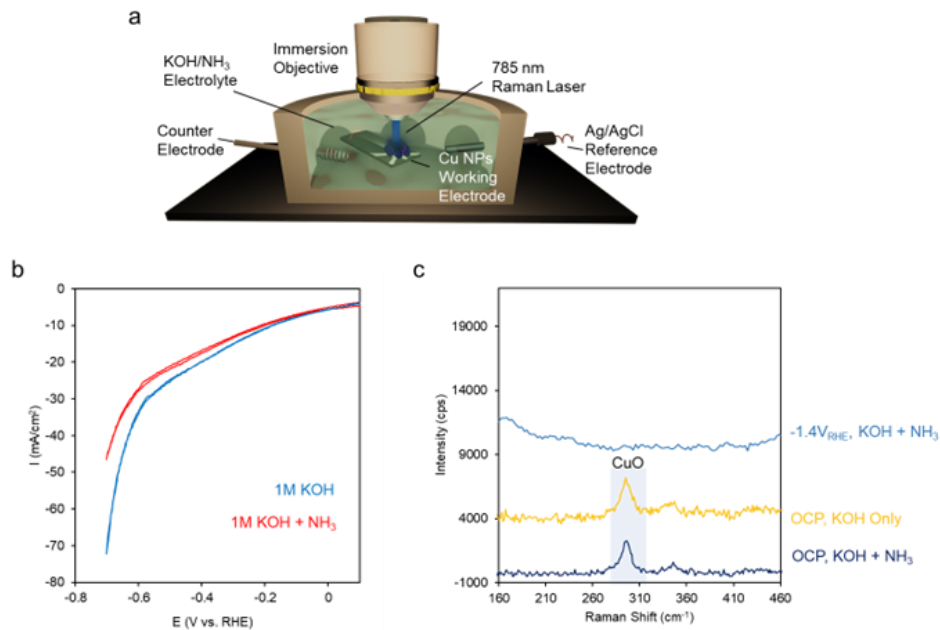 a
Immersion
Objective
KOH/NH₃
Electrolyte
785 nm
Raman Laser
Counter
Electrode
Ag/AgCl
Reference
Electrode
Cu NPs
Working
Electrode
b
0
-10
-20
-30
-40
-50
-60
-70
-80
I (mA/cm²)
1M KOH
1M KOH + NH₃
-0.8 -0.6 -0.4 -0.2 0
E (V vs. RHE)
c
19000
14000
9000
4000
-1000
Intensity (cps)
-1.4V_RHE, KOH + NH₃
CuO
OCP, KOH Only
OCP, KOH + NH₃
160 210 260 310 360 410 460
Raman Shift (cm⁻¹)